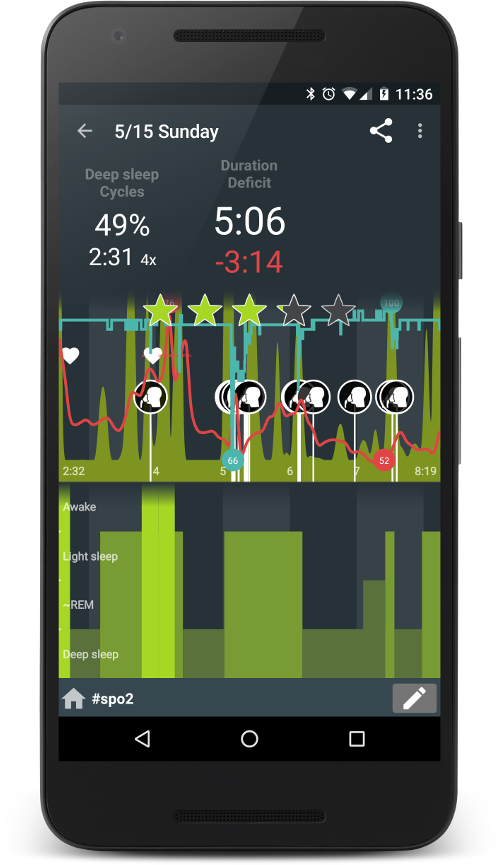 11:36
5/15 Sunday
Deep sleep
Cycles
Duration
Deficit
49%
5:06
2:31 4x
-3:14
100
66
52
2:32 4 5 6 7 8:19
Awake
Light sleep
~REM
Deep sleep
#spo2